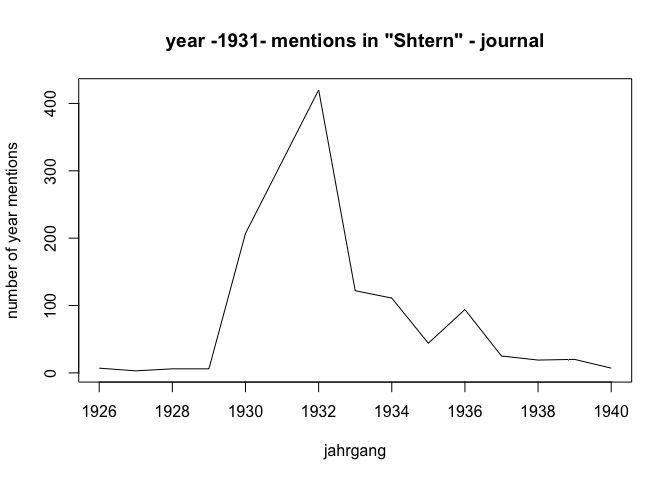 year -1931- mentions in "Shtern" - journal
number of year mentions
400
300
200
100
0
1926 1928 1930 1932 1934 1936 1938 1940
jahrgang